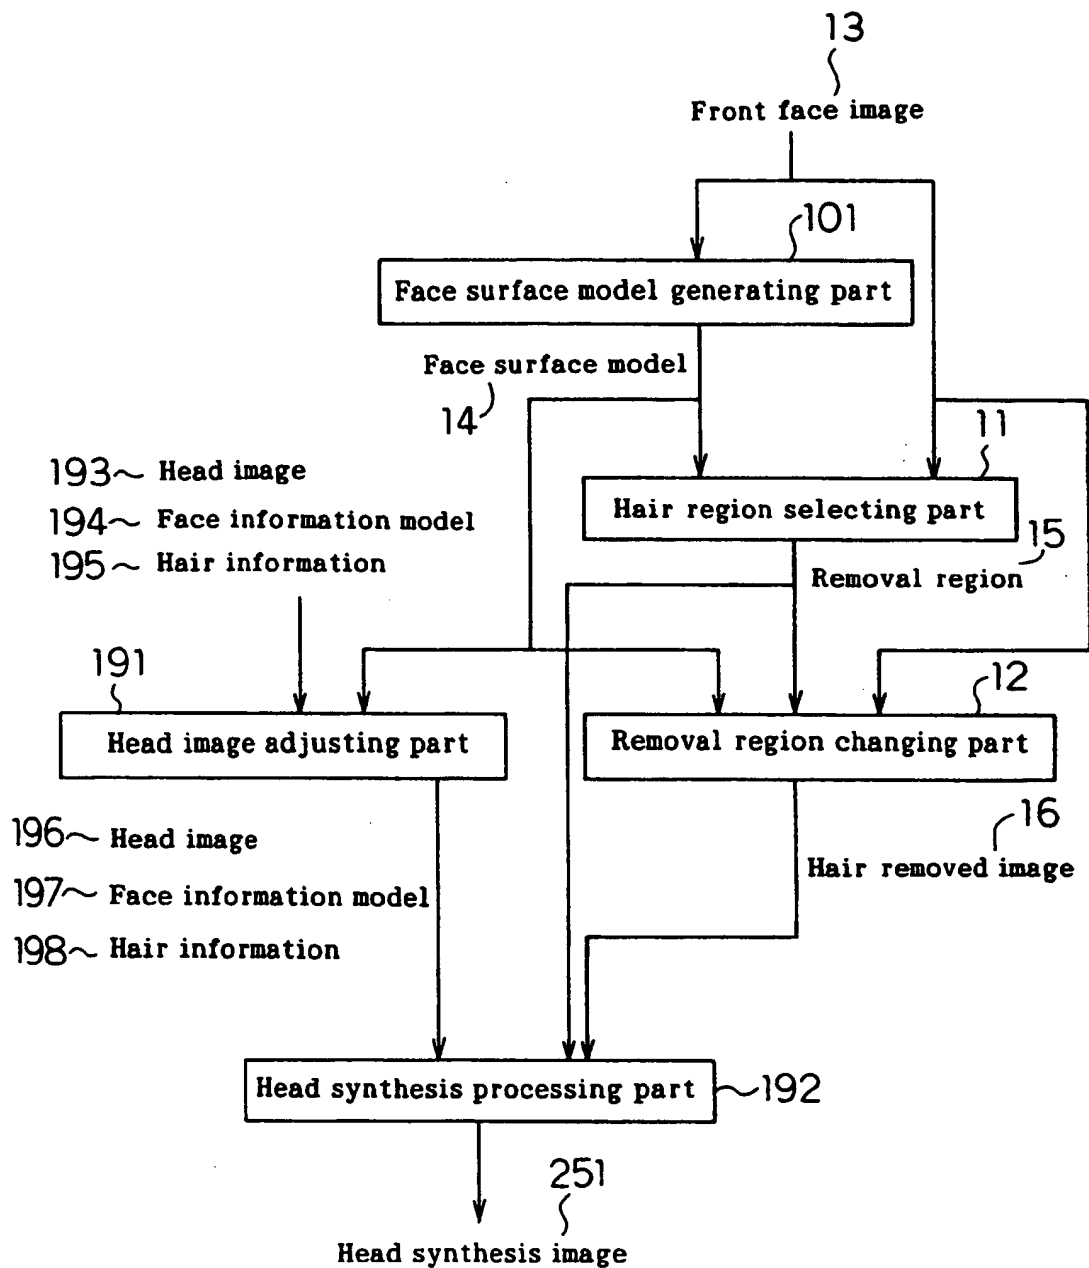 13
Front face image
101
Face surface model generating part
Face surface model
14
11
193 Head image
Hair region selecting part
194 Face information model
15
195 Hair information
Removal region
191
12
Head image adjusting part
Removal region changing part
16
196 Head image
Hair removed image
197 Face information model
198 Hair information
Head synthesis processing part 192
251
Head synthesis image